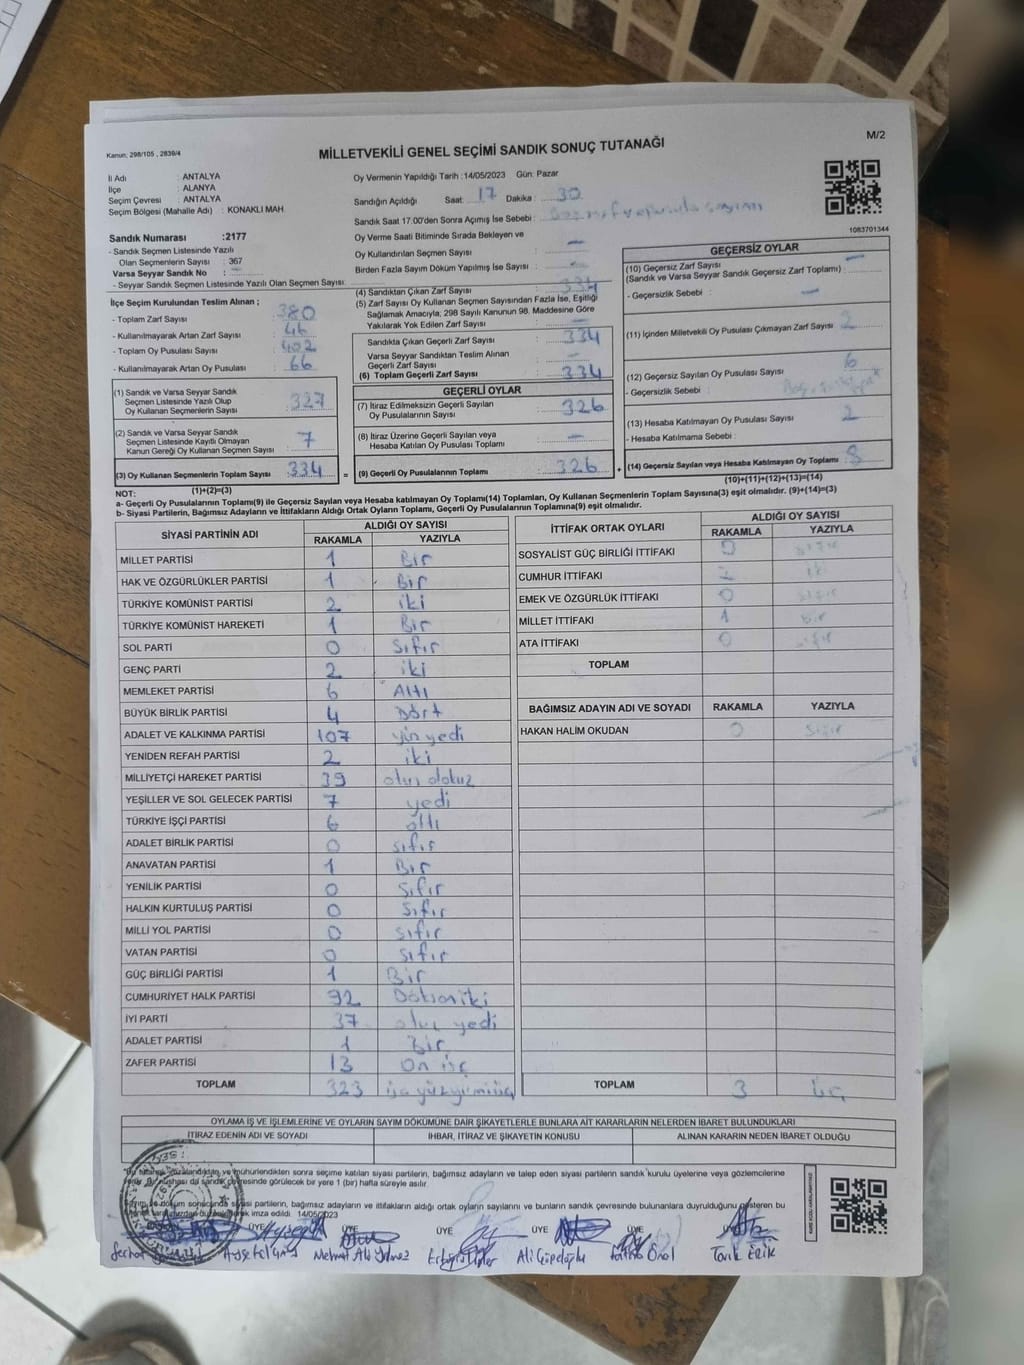 M/2
Kanun, 298/105 , 2839/4
MİLLETVEKİLİ GENEL SEÇİMİ SANDIK SONUÇ TUTANAĞI
İl Adı : ANTALYA
İlçe : ALANYA
Seçim Çevresi : ANTALYA
Seçim Bölgesi (Mahalle Adı) : KONAKLI MAH.
Oy Vermenin Yapıldığı Tarih :14/05/2023 Gün: Pazar
Sandığın Açıldığı Saat: 17 Dakika : 30
Sandık Saat 17.00'den Sonra Açımış İse Sebebi :
1083701344
Sandık Numarası :2177
- Sandık Seçmen Listesinde Yazılı
Olan Seçmenlerin Sayısı : 367
Varsa Seyyar Sandık No : –
- Seyyar Sandık Seçmen Listesinde Yazılı Olan Seçmen Sayısı:
Oy Verme Saati Bitiminde Sırada Bekleyen ve
Oy Kullandırılan Seçmen Sayısı : –
Birden Fazla Sayım Döküm Yapılmış İse Sayısı : –
İlçe Seçim Kurulundan Teslim Alınan ;
- Toplam Zarf Sayısı : 380
- Kullanılmayarak Artan Zarf Sayısı : 46
- Toplam Oy Pusulası Sayısı : 402
- Kullanılmayarak Artan Oy Pusulası : 66
(1) Sandık ve Varsa Seyyar Sandık
Seçmen Listesinde Yazılı Olup
Oy Kullanan Seçmenlerin Sayısı : 327
(2) Sandık ve Varsa Seyyar Sandık
Seçmen Listesinde Kayıtlı Olmayan
Kanun Gereği Oy Kullanan Seçmen Sayısı : 7
(3) Oy Kullanan Seçmenlerin Toplam Sayısı : 334
(1)+(2)=(3)
(4) Sandıktan Çıkan Zarf Sayısı : 334
(5) Zarf Sayısı Oy Kullanan Seçmen Sayısından Fazla İse, Eşitliği
Sağlamak Amacıyla, 298 Sayılı Kanunun 98. Maddesine Göre
Yakılarak Yok Edilen Zarf Sayısı : –
Sandıkta Çıkan Geçerli Zarf Sayısı : 334
Varsa Seyyar Sandıktan Teslim Alınan
Geçerli Zarf Sayısı : –
(6) Toplam Geçerli Zarf Sayısı : 334
GEÇERLİ OYLAR
(7) İtiraz Edilmeksizin Geçerli Sayılan
Oy Pusulalarının Sayısı : 326
(8) İtiraz Üzerine Geçerli Sayılan veya
Hesaba Katılan Oy Pusulası Toplamı : –
= (9) Geçerli Oy Pusulalarının Toplamı : 326 +
GEÇERSİZ OYLAR
(10) Geçersiz Zarf Sayısı
(Sandık ve Varsa Seyyar Sandık Geçersiz Zarf Toplamı) : –
- Geçersizlik Sebebi : –
(11) İçinden Milletvekili Oy Pusulası Çıkmayan Zarf Sayısı : 2
(12) Geçersiz Sayılan Oy Pusulası Sayısı : 6
- Geçersizlik Sebebi :
(13) Hesaba Katılmayan Oy Pusulası Sayısı : 2
- Hesaba Katılmama Sebebi :
(14) Geçersiz Sayılan veya Hesaba Katılmayan Oy Toplamı : 8
(10)+(11)+(12)+(13)=(14)
NOT:
a- Geçerli Oy Pusulalarının Toplamı(9) ile Geçersiz Sayılan veya Hesaba katılmayan Oy Toplamı(14) Toplamları, Oy Kullanan Seçmenlerin Toplam Sayısına(3) eşit olmalıdır. (9)+(14)=(3)
b- Siyasi Partilerin, Bağımsız Adayların ve İttifakların Aldığı Ortak Oyların Toplamı, Geçerli Oy Pusulalarının Toplamına(9) eşit olmalıdır.
SİYASİ PARTİNİN ADI ALDIĞI OY SAYISI
RAKAMLA YAZIYLA
MİLLET PARTİSİ 1 Bir
HAK VE ÖZGÜRLÜKLER PARTİSİ 1 Bir
TÜRKİYE KOMÜNİST PARTİSİ 2 iki
TÜRKİYE KOMÜNİST HAREKETİ 1 Bir
SOL PARTİ 0 Sıfır
GENÇ PARTİ 2 iki
MEMLEKET PARTİSİ 6 Altı
BÜYÜK BİRLİK PARTİSİ 4 Dört
ADALET VE KALKINMA PARTİSİ 107 yüz yedi
YENİDEN REFAH PARTİSİ 2 iki
MİLLİYETÇİ HAREKET PARTİSİ 39 otuz dokuz
YEŞİLLER VE SOL GELECEK PARTİSİ 7 yedi
TÜRKİYE İŞÇİ PARTİSİ 6 altı
ADALET BİRLİK PARTİSİ 0 sıfır
ANAVATAN PARTİSİ 1 Bir
YENİLİK PARTİSİ 0 Sıfır
HALKIN KURTULUŞ PARTİSİ 0 Sıfır
MİLLİ YOL PARTİSİ 0 sıfır
VATAN PARTİSİ 0 sıfır
GÜÇ BİRLİĞİ PARTİSİ 1 Bir
CUMHURİYET HALK PARTİSİ 92 Doksan iki
İYİ PARTİ 37 otuz yedi
ADALET PARTİSİ 1 Bir
ZAFER PARTİSİ 13 On üç
TOPLAM 323 üç yüz yirmi üç
İTTİFAK ORTAK OYLARI ALDIĞI OY SAYISI
RAKAMLA YAZIYLA
SOSYALİST GÜÇ BİRLİĞİ İTTİFAKI 0 sıfır
CUMHUR İTTİFAKI 2 iki
EMEK VE ÖZGÜRLÜK İTTİFAKI 0 sıfır
MİLLET İTTİFAKI 1 bir
ATA İTTİFAKI 0 sıfır
TOPLAM
BAĞIMSIZ ADAYIN ADI VE SOYADI RAKAMLA YAZIYLA
HAKAN HALİM OKUDAN 0 sıfır
TOPLAM 3 üç
OYLAMA İŞ VE İŞLEMLERİNE VE OYLARIN SAYIM DÖKÜMÜNE DAİR ŞİKAYETLERLE BUNLARA AİT KARARLARIN NELERDEN İBARET BULUNDUKLARI
İTİRAZ EDENİN ADI VE SOYADI İHBAR, İTİRAZ VE ŞİKAYETİN KONUSU ALINAN KARARIN NEDEN İBARET OLDUĞU
ve mühürlendikten sonra seçime katılan siyasi partilerin, bağımsız adayların ve talep eden siyasi partilerin sandık kurulu üyelerine veya gözlemcilerine
sandık çevresinde görülecek bir yere 1 (bir) hafta süreyle asılır.
siyasi partilerin, bağımsız adayların ve ittifakların aldığı ortak oyların sayılarını ve bunların sandık çevresinde bulunanlara duyrulduğunu gösteren bu
imza edildi. 14/05/2023
ÜYE ÜYE ÜYE ÜYE ÜYE
Mehmet Ali Yılmaz Tarık Erik